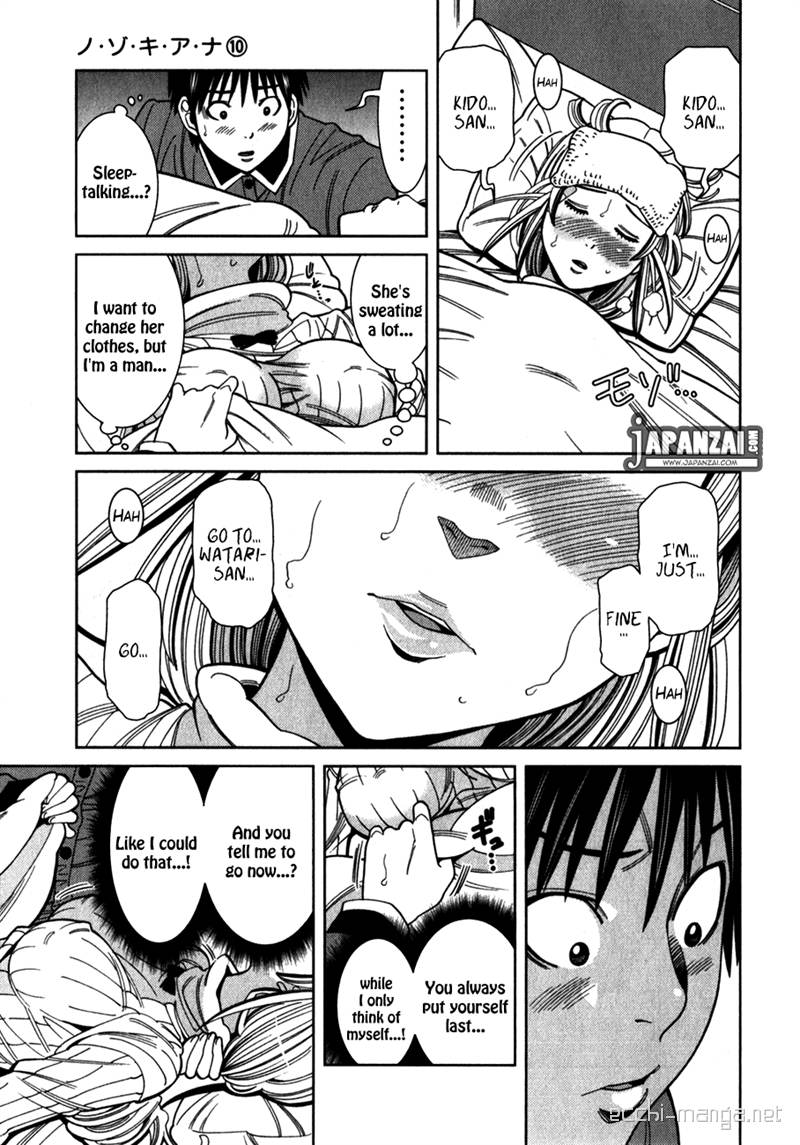 ノ・ゾ・キ・ア・ナ⑩
KIDO...
SAN...
HAH
KIDO...
SAN...
HAH
HAH
モゾ…
........
Sleep-
talking...?
She's
sweating
a lot...
I want to
change her
clothes, but
I'm a man...
JAPANZAI.COM
WWW.JAPANZAI.COM
I'M...
JUST...
FINE
...
HAH
GO TO...
WATARI-
SAN...
HAH
GO...
ギュ…
You always
put yourself
last...
while
I only
think of
myself...!
And you
tell me to
go now...?
Like I could
do that...!
ecchi-manga.net